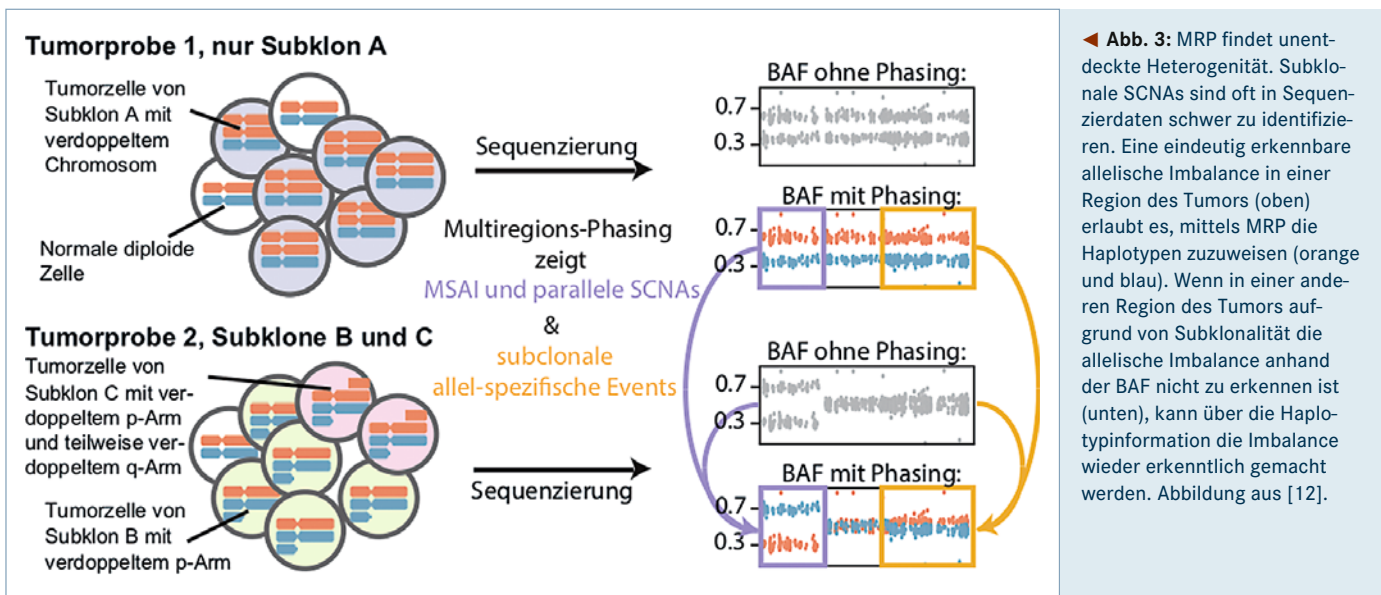 Tumorprobe 1, nur Subklon A
Tumorzelle von
Subklon A mit
verdoppeltem
Chromosom
Normale diploide
Zelle
Sequenzierung
BAF ohne Phasing:
0.7
0.3
BAF mit Phasing:
0.7
0.3
Multiregions-Phasing
zeigt
MSAI und parallele SCNAs
&
subclonale
allel-spezifische Events
Tumorprobe 2, Subklone B und C
Tumorzelle von
Subklon C mit ver-
doppeltem p-Arm
und teilweise ver-
doppeltem q-Arm
Tumorzelle von
Subklon B mit
verdoppeltem p-Arm
Sequenzierung
BAF ohne Phasing:
0.7
0.3
BAF mit Phasing:
0.7
0.3
◀ Abb. 3: MRP findet unent-
deckte Heterogenität. Subklo-
nale SCNAs sind oft in Sequen-
zierdaten schwer zu identifizie-
ren. Eine eindeutig erkennbare
allelische Imbalance in einer
Region des Tumors (oben)
erlaubt es, mittels MRP die
Haplotypen zuzuweisen (orange
und blau). Wenn in einer ande-
ren Region des Tumors auf-
grund von Subklonalität die
allelische Imbalance anhand
der BAF nicht zu erkennen ist
(unten), kann über die Haplo-
typinformation die Imbalance
wieder erkenntlich gemacht
werden. Abbildung aus [12].